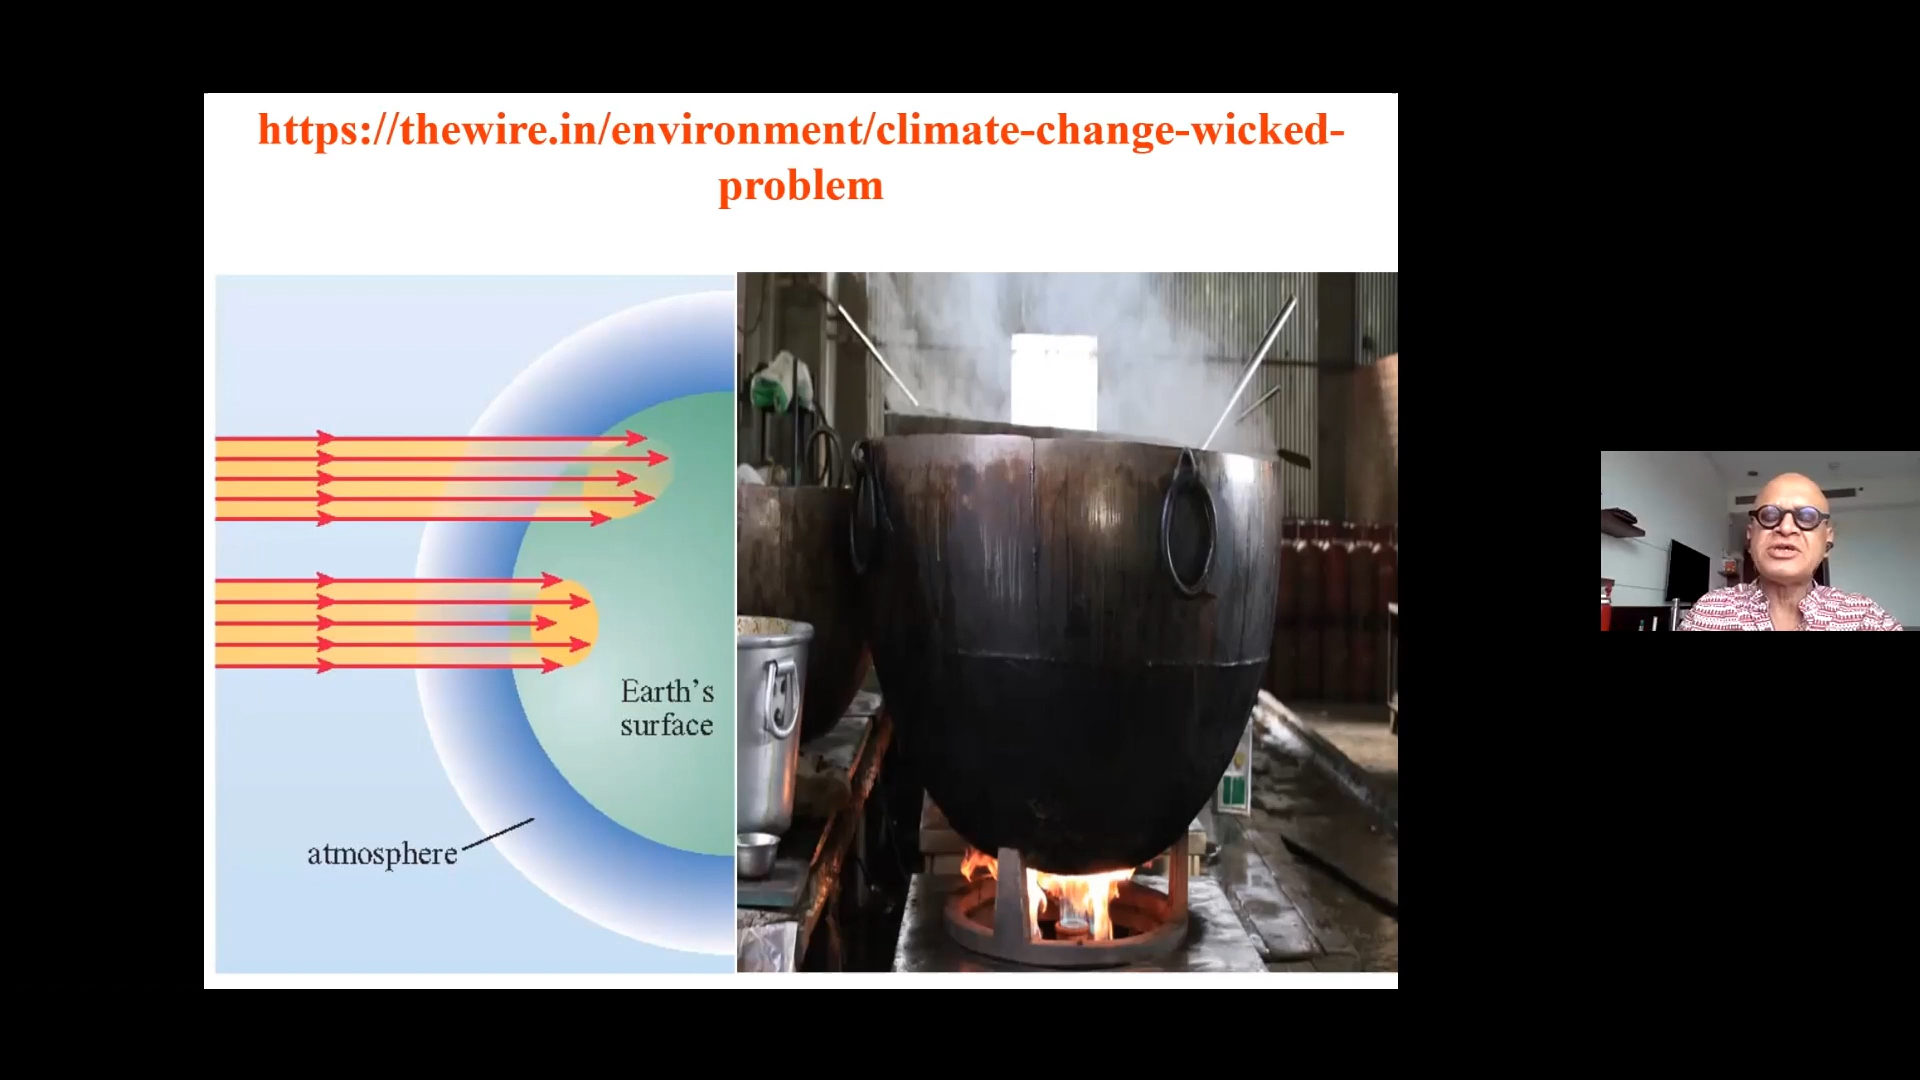 https://thewire.in/environment/climate-change-wicked-
problem
Earth’s
surface
atmosphere